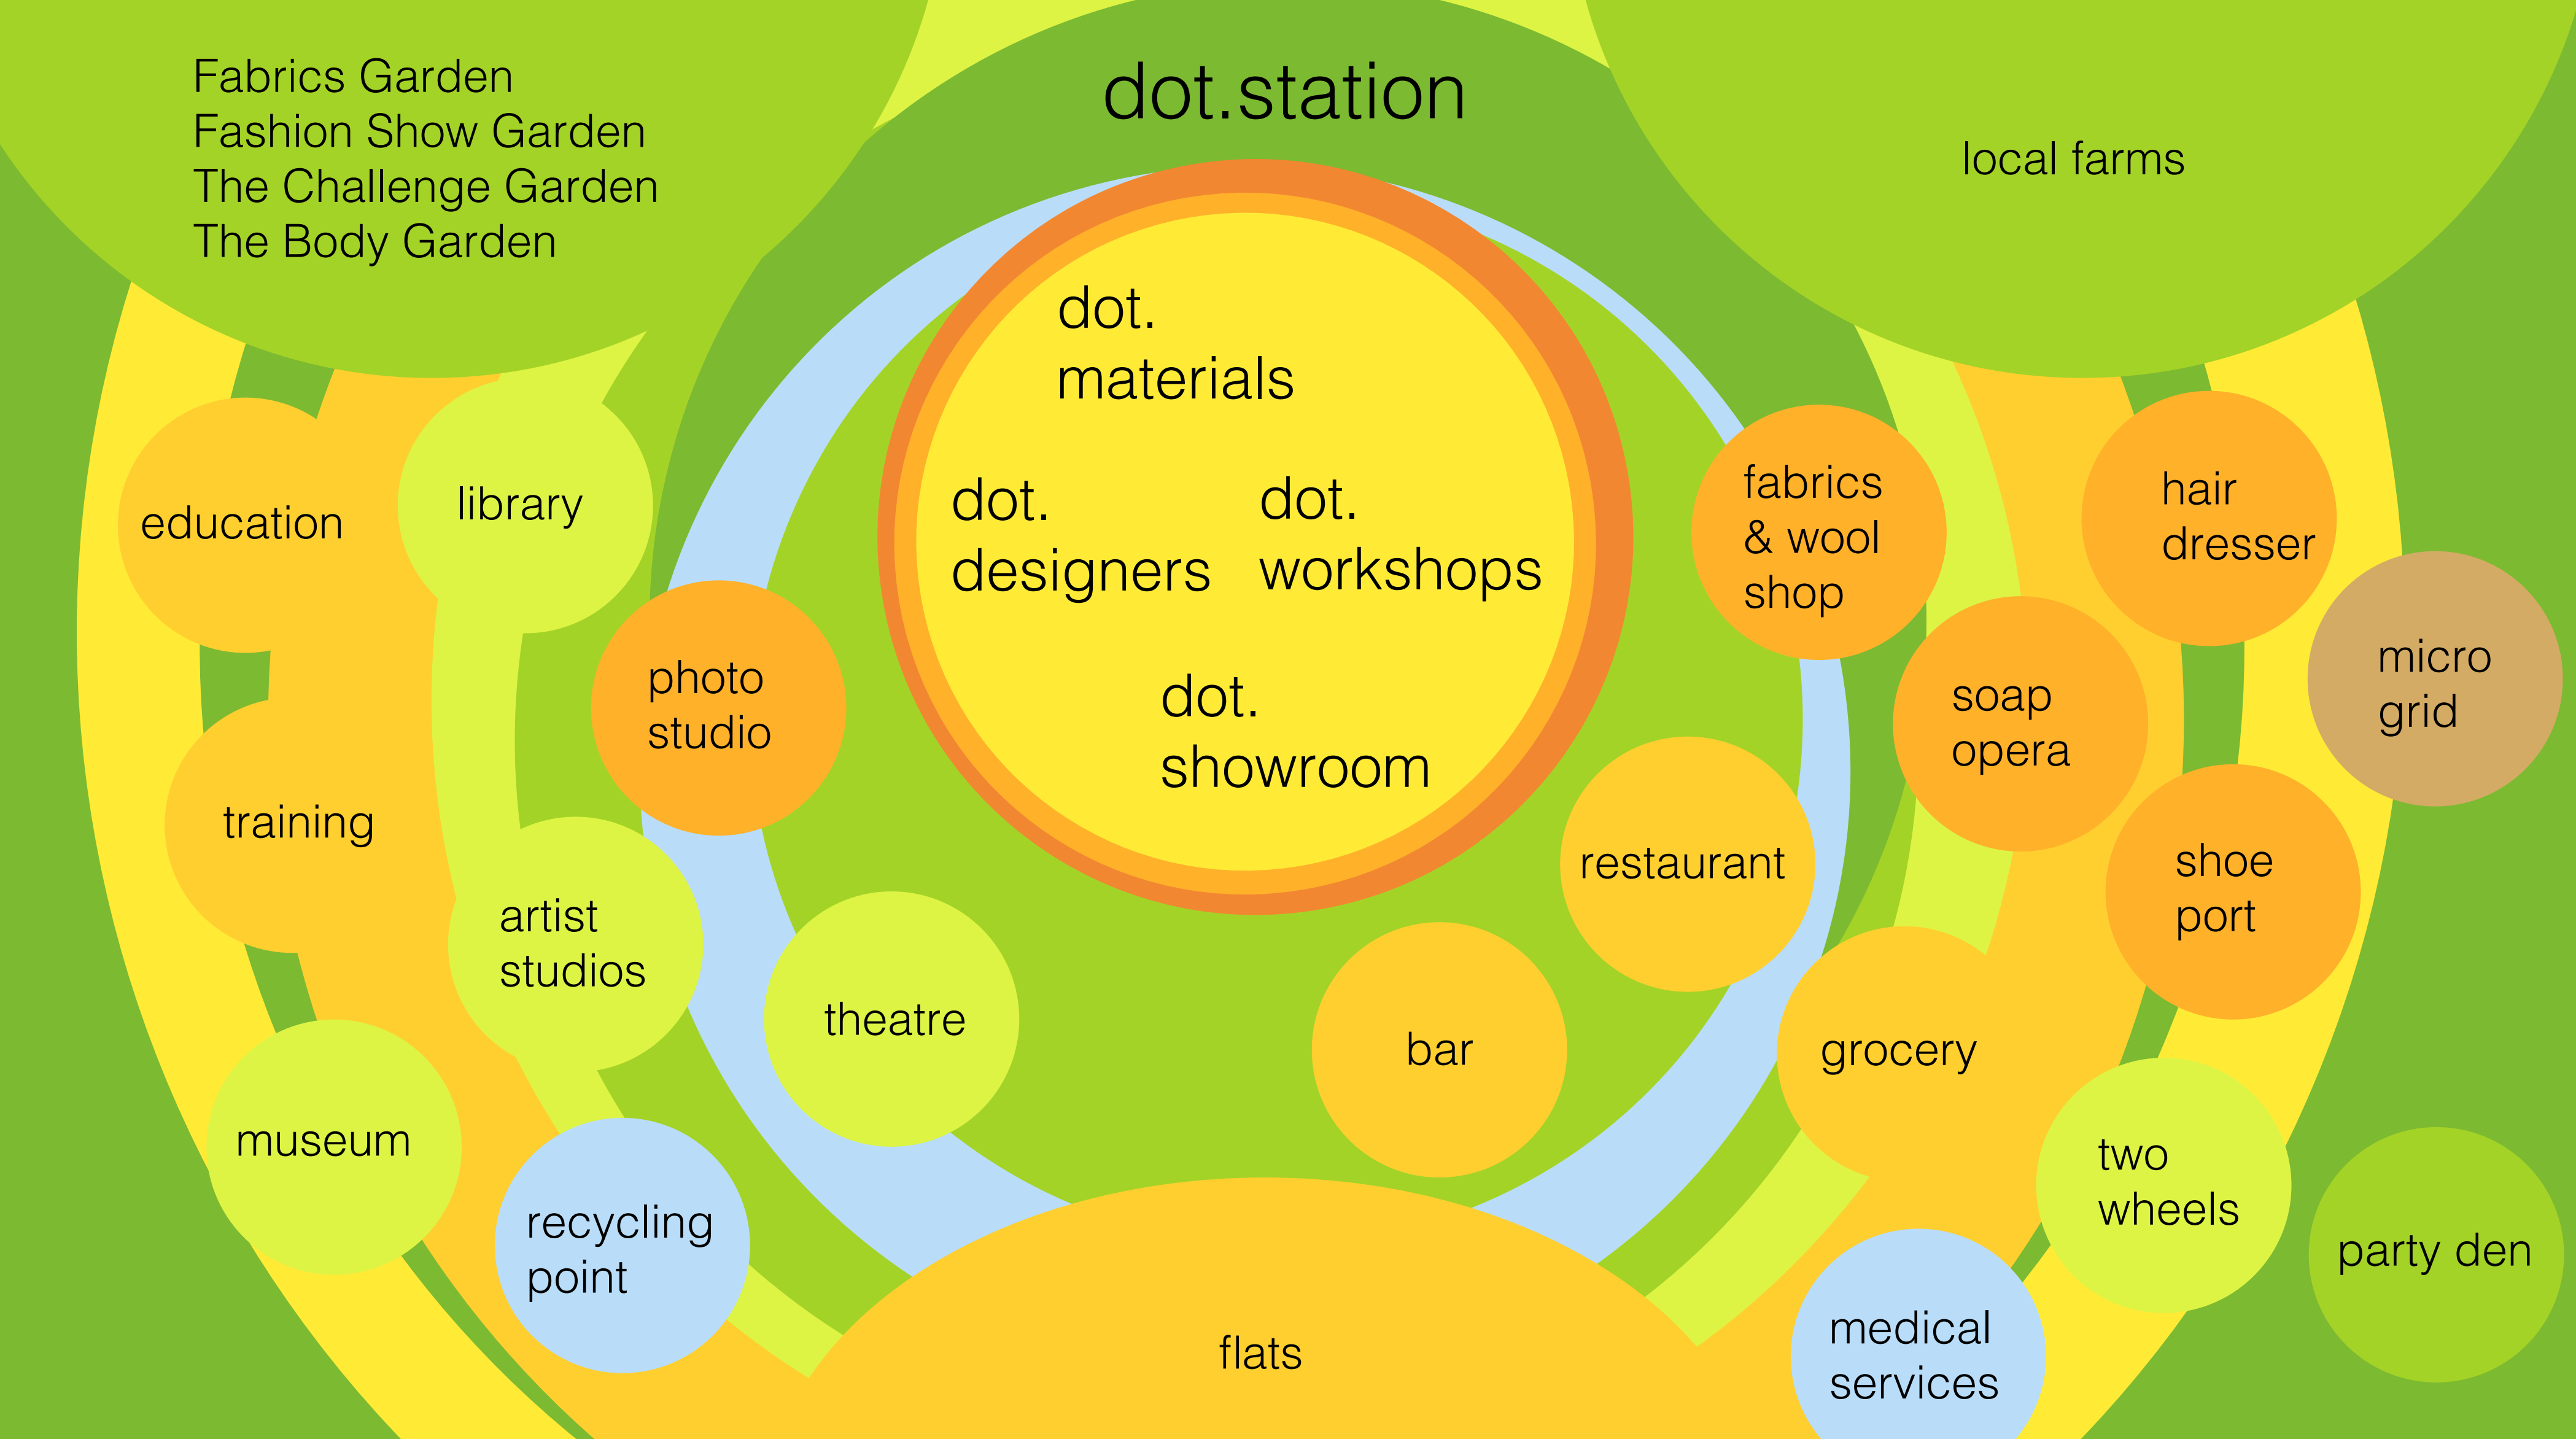 dot.station
Fabrics Garden
Fashion Show Garden
The Challenge Garden
The Body Garden
local farms
dot.
materials
dot.
designers
dot.
workshops
dot.
showroom
education
library
photo
studio
training
artist
studios
theatre
museum
recycling
point
fabrics
& wool
shop
hair
dresser
micro
grid
soap
opera
shoe
port
restaurant
bar
grocery
two
wheels
party den
medical
services
flats